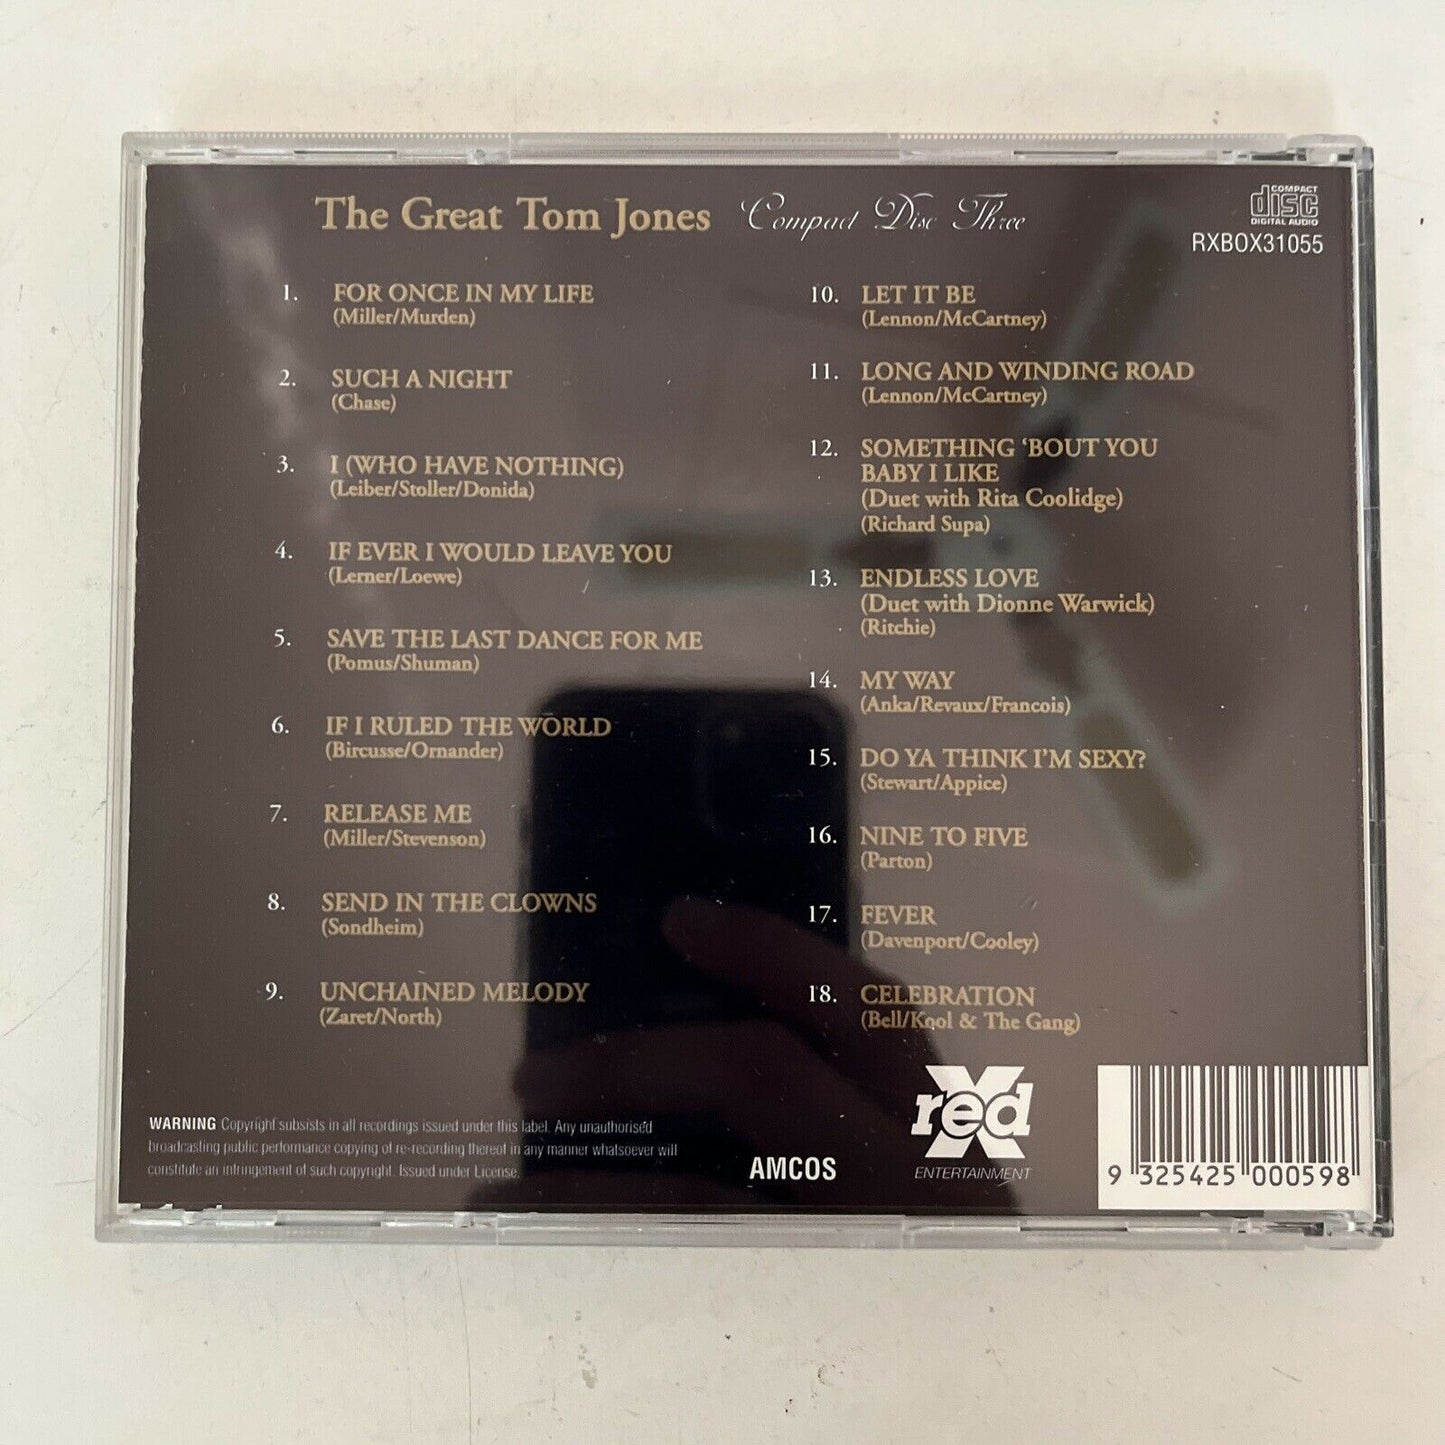 The Great Tom Jones Compact Disc Three
COMPACT
disc
DIGITAL AUDIO
RXBOX31055
1. FOR ONCE IN MY LIFE
(Miller/Murden)
2. SUCH A NIGHT
(Chase)
3. I (WHO HAVE NOTHING)
(Leiber/Stoller/Donida)
4. IF EVER I WOULD LEAVE YOU
(Lerner/Loewe)
5. SAVE THE LAST DANCE FOR ME
(Pomus/Shuman)
6. IF I RULED THE WORLD
(Bircusse/Ornander)
7. RELEASE ME
(Miller/Stevenson)
8. SEND IN THE CLOWNS
(Sondheim)
9. UNCHAINED MELODY
(Zaret/North)
10. LET IT BE
(Lennon/McCartney)
11. LONG AND WINDING ROAD
(Lennon/McCartney)
12. SOMETHING ‘BOUT YOU
BABY I LIKE
(Duet with Rita Coolidge)
(Richard Supa)
13. ENDLESS LOVE
(Duet with Dionne Warwick)
(Ritchie)
14. MY WAY
(Anka/Revaux/Francois)
15. DO YA THINK I’M SEXY?
(Stewart/Appice)
16. NINE TO FIVE
(Parton)
17. FEVER
(Davenport/Cooley)
18. CELEBRATION
(Bell/Kool & The Gang)
WARNING Copyright subsists in all recordings issued under this label. Any unauthorised
broadcasting public performance copying of re-recording thereof in any manner whatsoever will
constitute an infringement of such copyright. Issued under License.
AMCOS
red X
ENTERTAINMENT
9 325425 000598